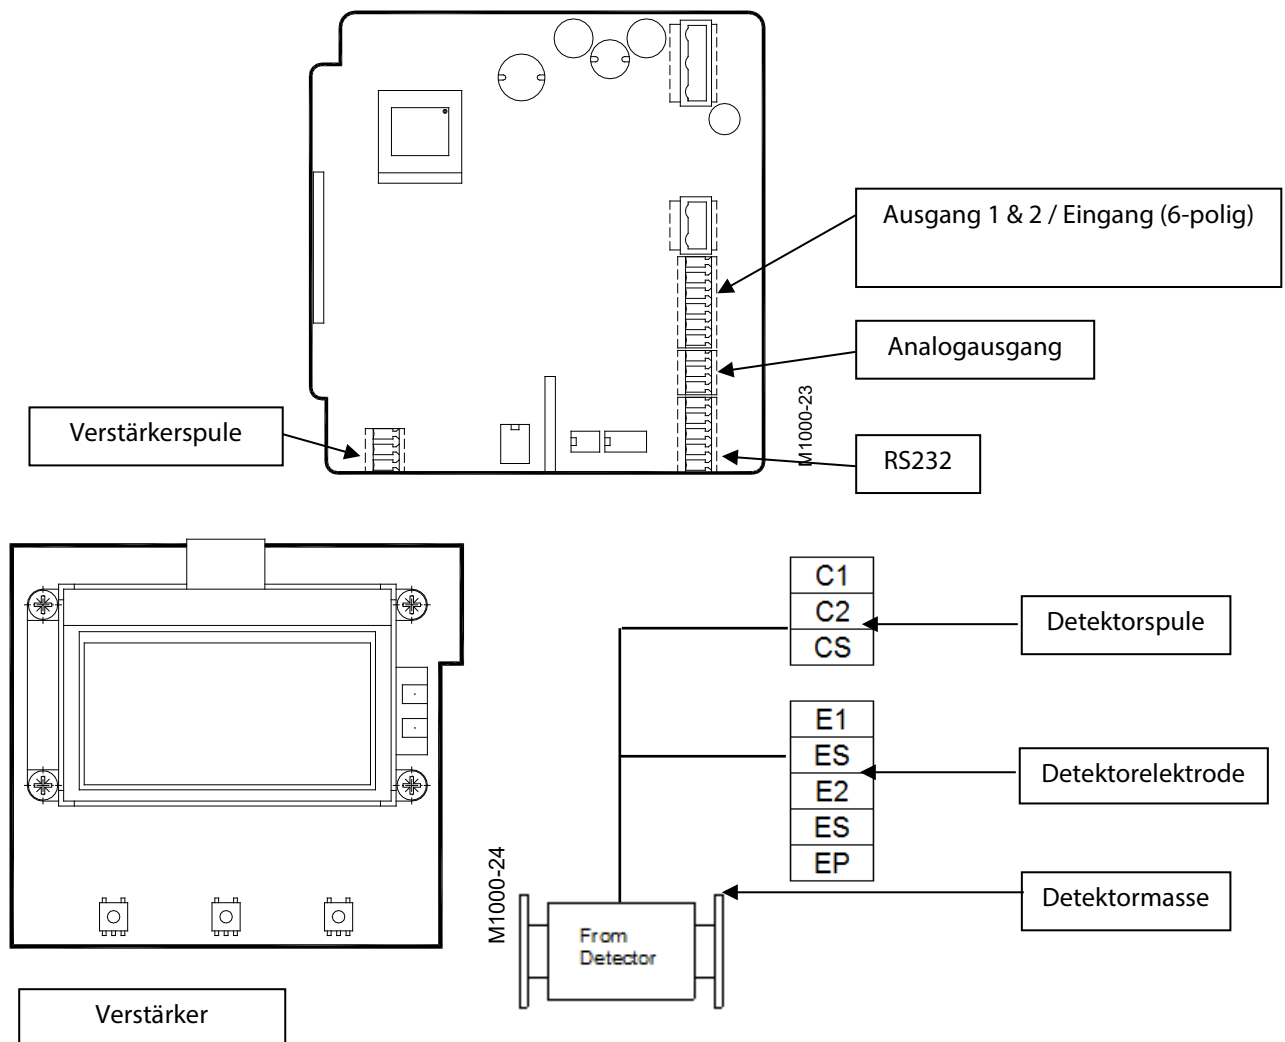 Ausgang 1 & 2 / Eingang (6-polig)
Analogausgang
M1000-23
Verstärkerspule
RS232
C1
C2
CS
Detektorspule
E1
ES
E2
ES
EP
Detektorelektrode
M1000-24
Detektormasse
From
Detector
Verstärker